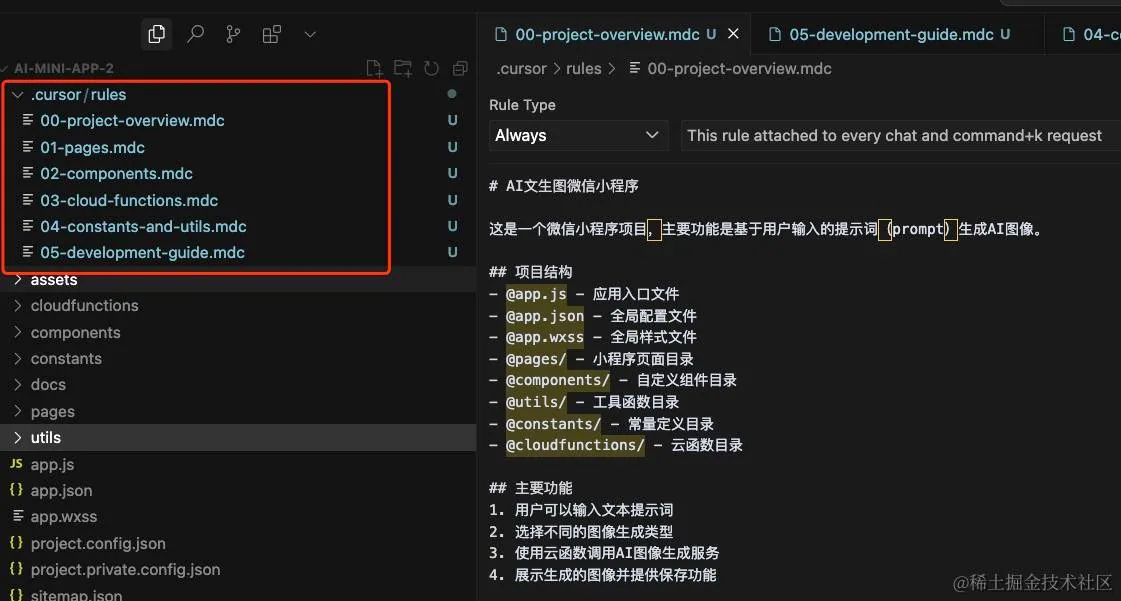 00-project-overview.mdc U
05-development-guide.mdc U
04-c
AI-MINI-APP-2
.cursor/rules
00-project-overview.mdc U
01-pages.mdc U
02-components.mdc U
03-cloud-functions.mdc U
04-constants-and-utils.mdc U
05-development-guide.mdc U
assets
cloudfunctions
components
constants
docs
pages
utils
JS app.js
{} app.json
app.wxss
{} project.config.json
{} project.private.config.json
{} sitemap.json
.cursor > rules > 00-project-overview.mdc
Rule Type
Always
This rule attached to every chat and command+k request
# AI文生图微信小程序
这是一个微信小程序项目，主要功能是基于用户输入的提示词（prompt）生成AI图像。
## 项目结构
- @app.js - 应用入口文件
- @app.json - 全局配置文件
- @app.wxss - 全局样式文件
- @pages/ - 小程序页面目录
- @components/ - 自定义组件目录
- @utils/ - 工具函数目录
- @constants/ - 常量定义目录
- @cloudfunctions/ - 云函数目录
## 主要功能
1. 用户可以输入文本提示词
2. 选择不同的图像生成类型
3. 使用云函数调用AI图像生成服务
4. 展示生成的图像并提供保存功能
@稀土掘金技术社区